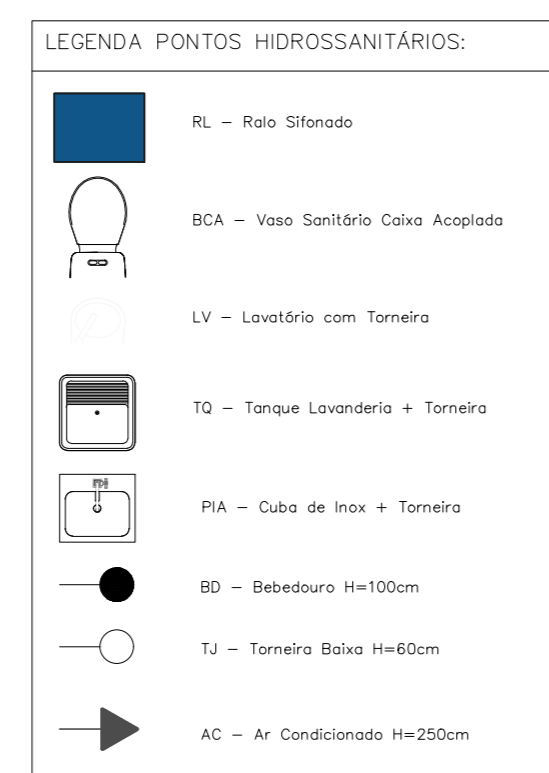 LEGENDA PONTOS HIDROSSANITÁRIOS:
RL – Ralo Sifonado
BCA – Vaso Sanitário Caixa Acoplada
LV – Lavatório com Torneira
TQ – Tanque Lavanderia + Torneira
PIA – Cuba de Inox + Torneira
BD – Bebedouro H=100cm
TJ – Torneira Baixa H=60cm
AC – Ar Condicionado H=250cm